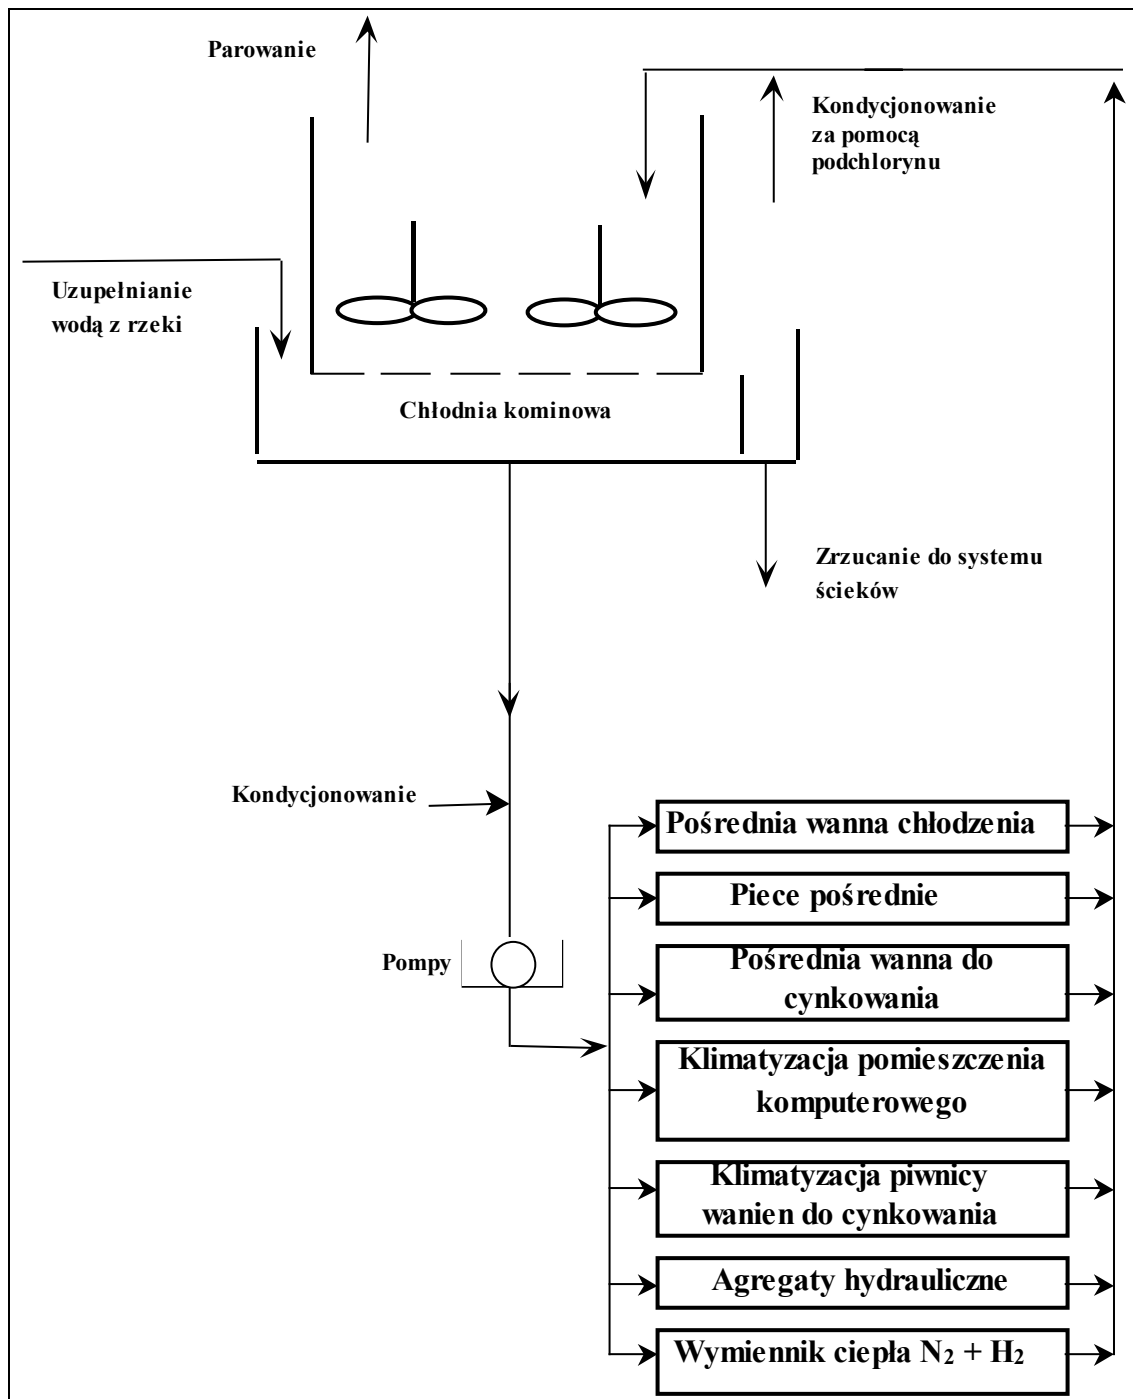 Parowanie
Kondycjonowanie
za pomocą
podchlorynu
Uzupełnianie
wodą z rzeki
Chłodnia kominowa
Zrzucanie do systemu
ścieków
Kondycjonowanie
Pompy
Pośrednia wanna chłodzenia
Piece pośrednie
Pośrednia wanna do
cynkowania
Klimatyzacja pomieszczenia
komputerowego
Klimatyzacja piwnicy
wanien do cynkowania
Agregaty hydrauliczne
Wymiennik ciepła N₂ + H₂